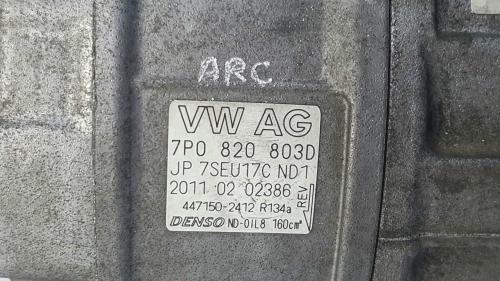 ARC
VW AG
7P0 820 803D
JP 7SEU17C ND1
2011 02 02386
REV
447150-2412 R134a
DENSO ND-OIL8 160cm³